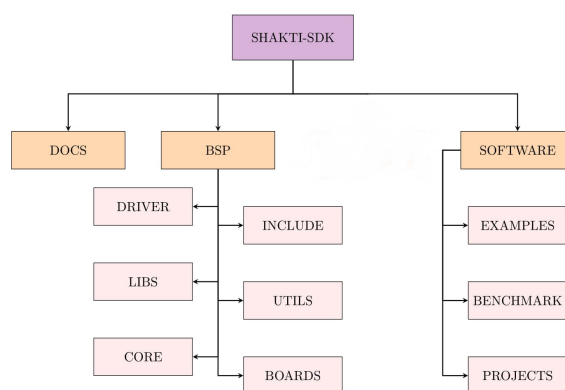 SHAKTI-SDK
DOCS
BSP
SOFTWARE
DRIVER
INCLUDE
EXAMPLES
LIBS
UTILS
BENCHMARK
CORE
BOARDS
PROJECTS